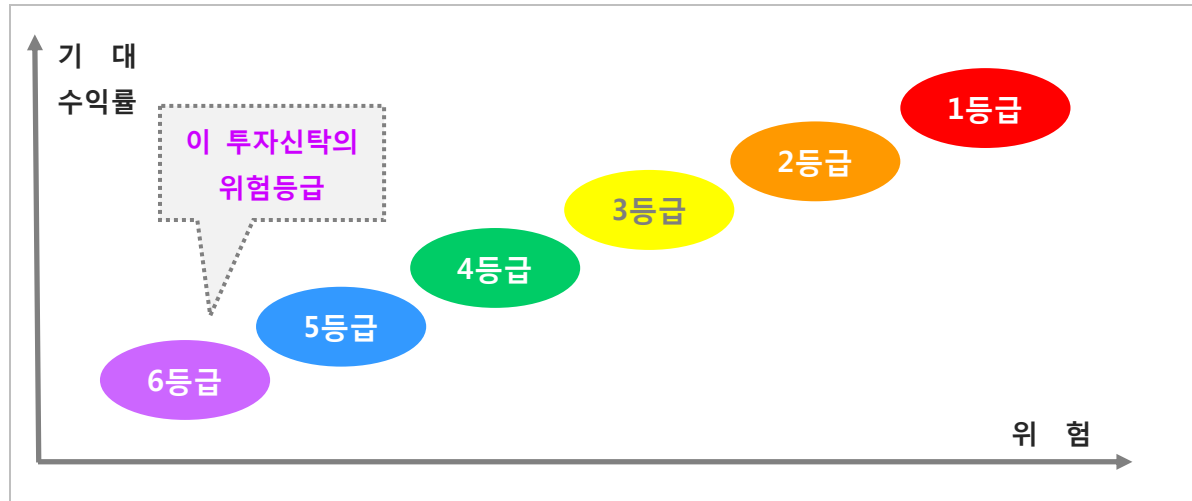 기 대
수익률
이 투자신탁의
위험등급
1등급
2등급
3등급
4등급
5등급
6등급
위 험